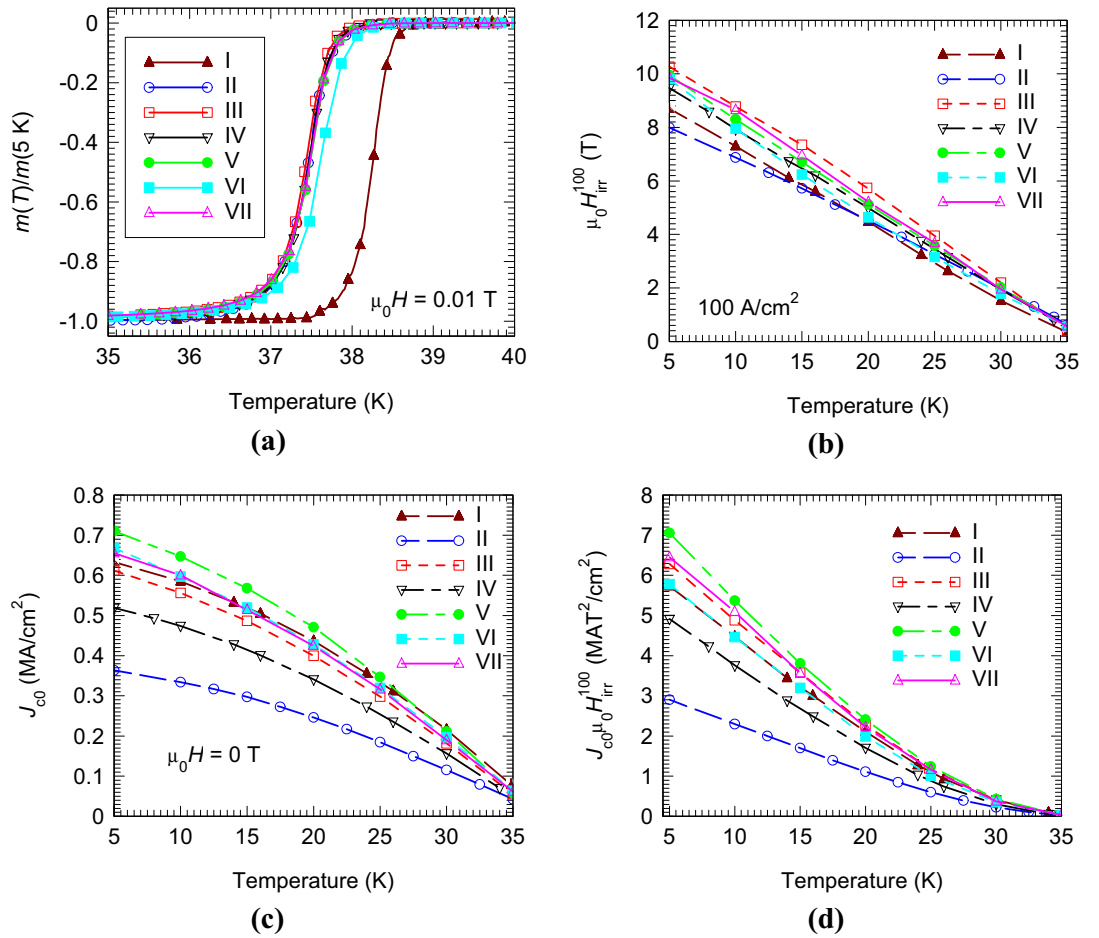 0
-0.2
-0.4
-0.6
-0.8
-1.0
m(T)/m(5 K)
I
II
III
IV
V
VI
VII
μ₀H = 0.01 T
35 36 37 38 39 40
Temperature (K)
(a)
12
10
8
6
4
2
0
μ₀H_irr^100 (T)
I
II
III
IV
V
VI
VII
100 A/cm²
5 10 15 20 25 30 35
Temperature (K)
(b)
0.8
0.7
0.6
0.5
0.4
0.3
0.2
0.1
0
J_c0 (MA/cm²)
I
II
III
IV
V
VI
VII
μ₀H = 0 T
5 10 15 20 25 30 35
Temperature (K)
(c)
8
7
6
5
4
3
2
1
0
J_c0μ₀H_irr^100 (MAT²/cm²)
I
II
III
IV
V
VI
VII
5 10 15 20 25 30 35
Temperature (K)
(d)